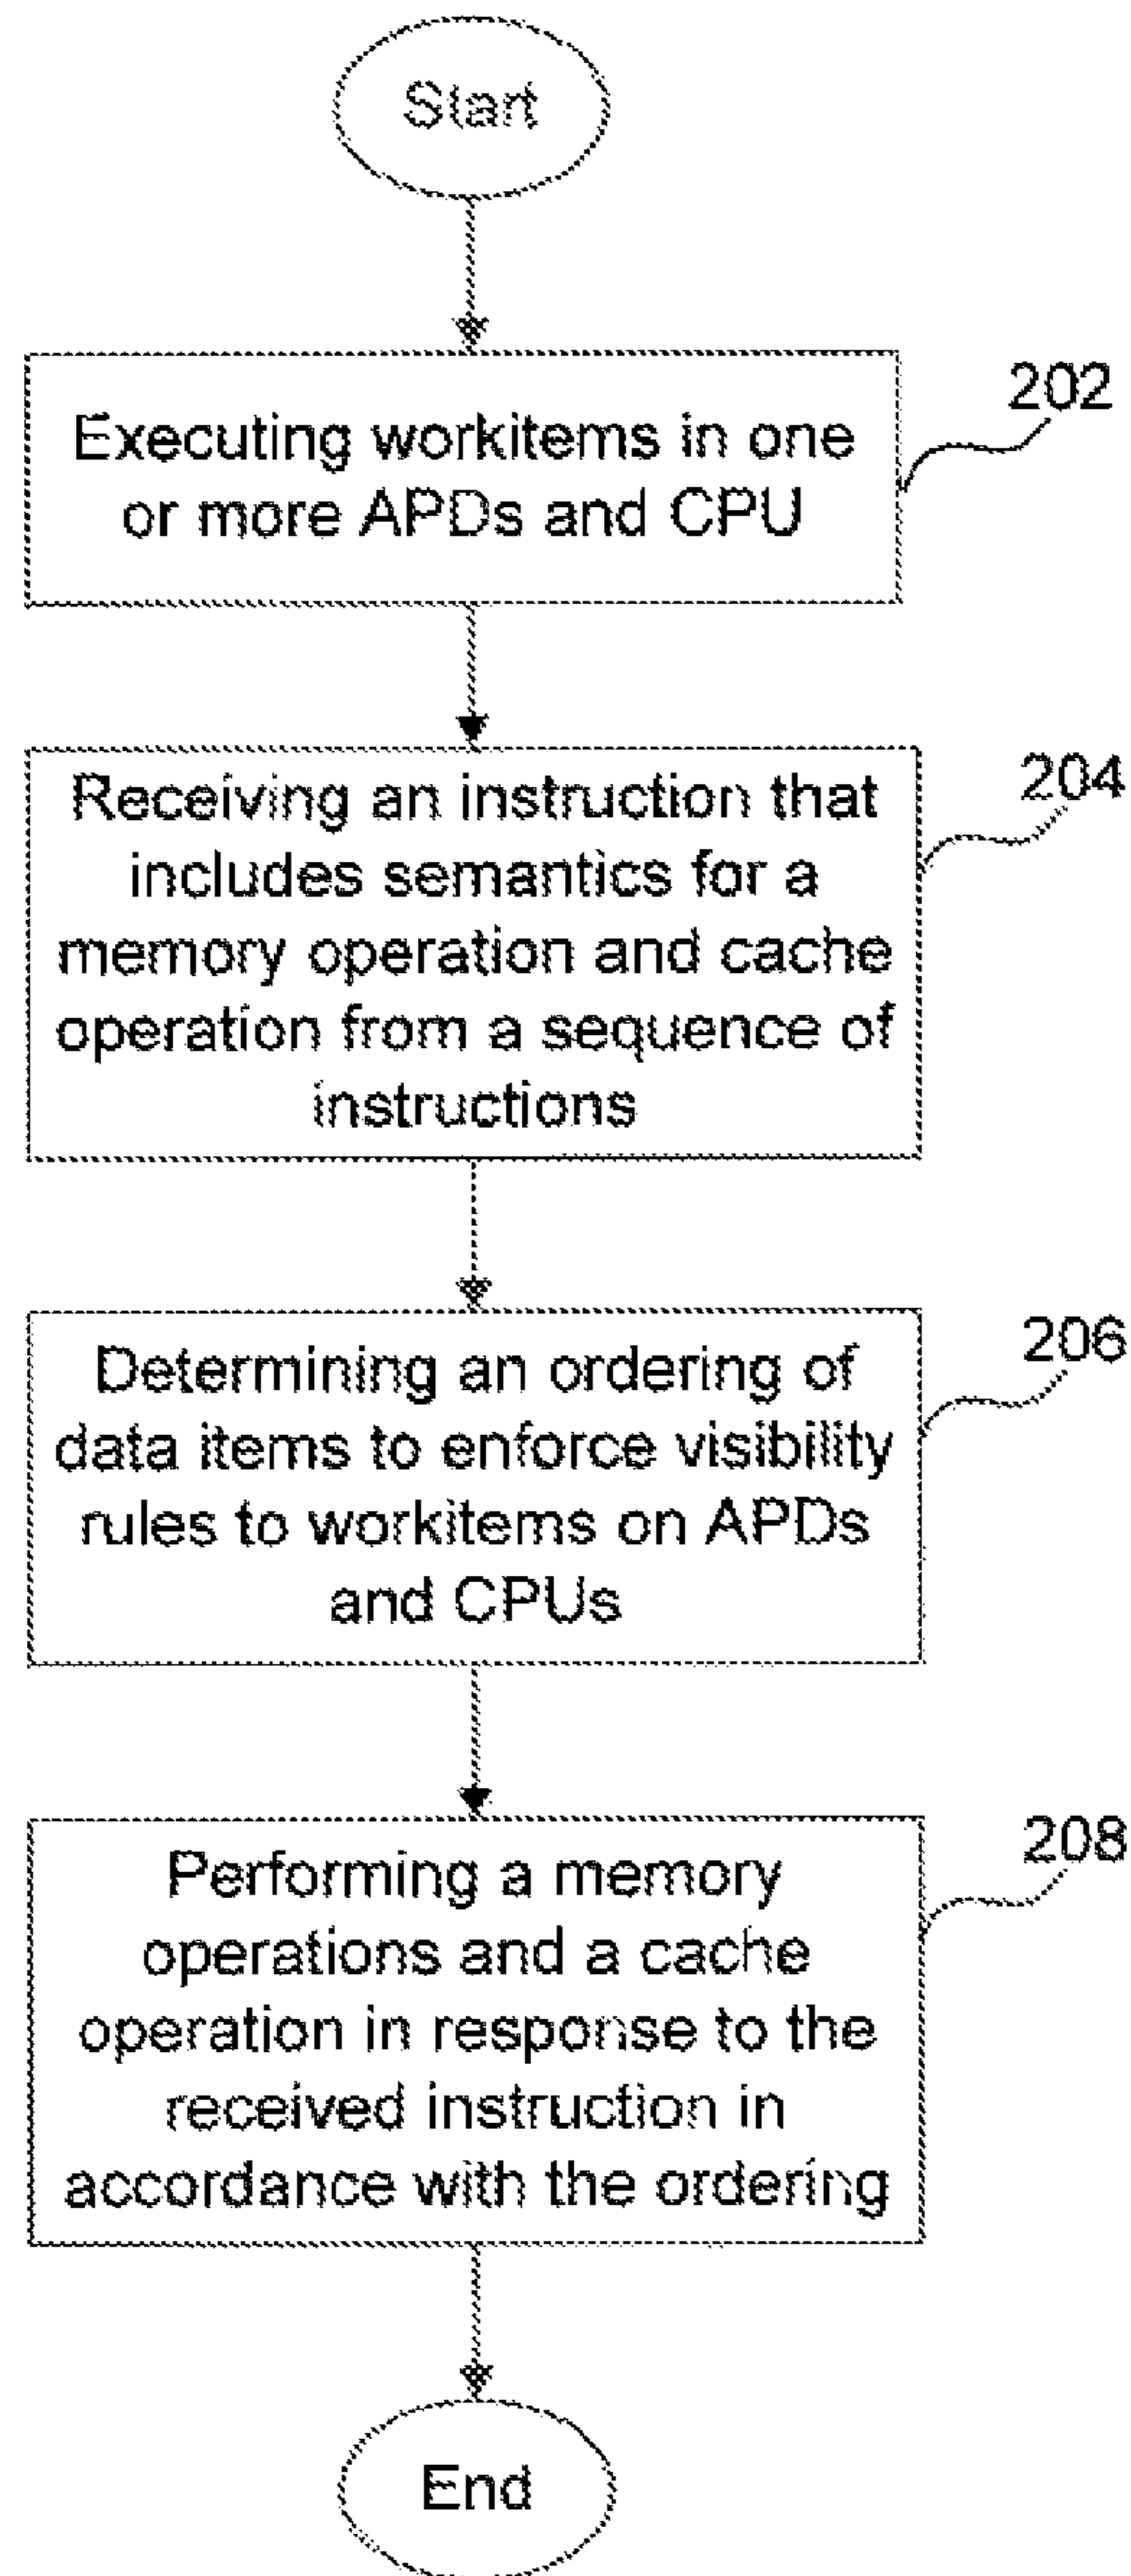 Start
202
Executing workitems in one
or more APDs and CPU
204
Receiving an instruction that
includes semantics for a
memory operation and cache
operation from a sequence of
instructions
206
Determining an ordering of
data items to enforce visibility
rules to workitems on APDs
and CPUs
208
Performing a memory
operations and a cache
operation in response to the
received instruction in
accordance with the ordering
End